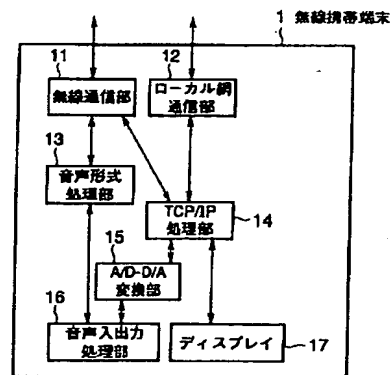 1 無線携帯端末
11
無線通信部
12
ローカル網
通信部
13
音声形式
処理部
TCP/IP
処理部
14
15
A/D-D/A
変換部
16
音声入出力
処理部
ディスプレイ
17